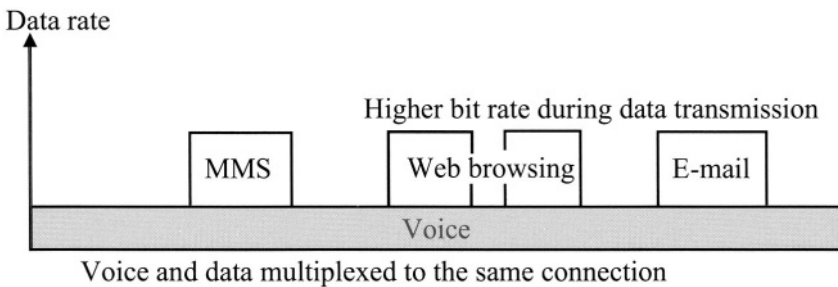 Data rate
Higher bit rate during data transmission
MMS
Web browsing
E-mail
Voice
Voice and data multiplexed to the same connection